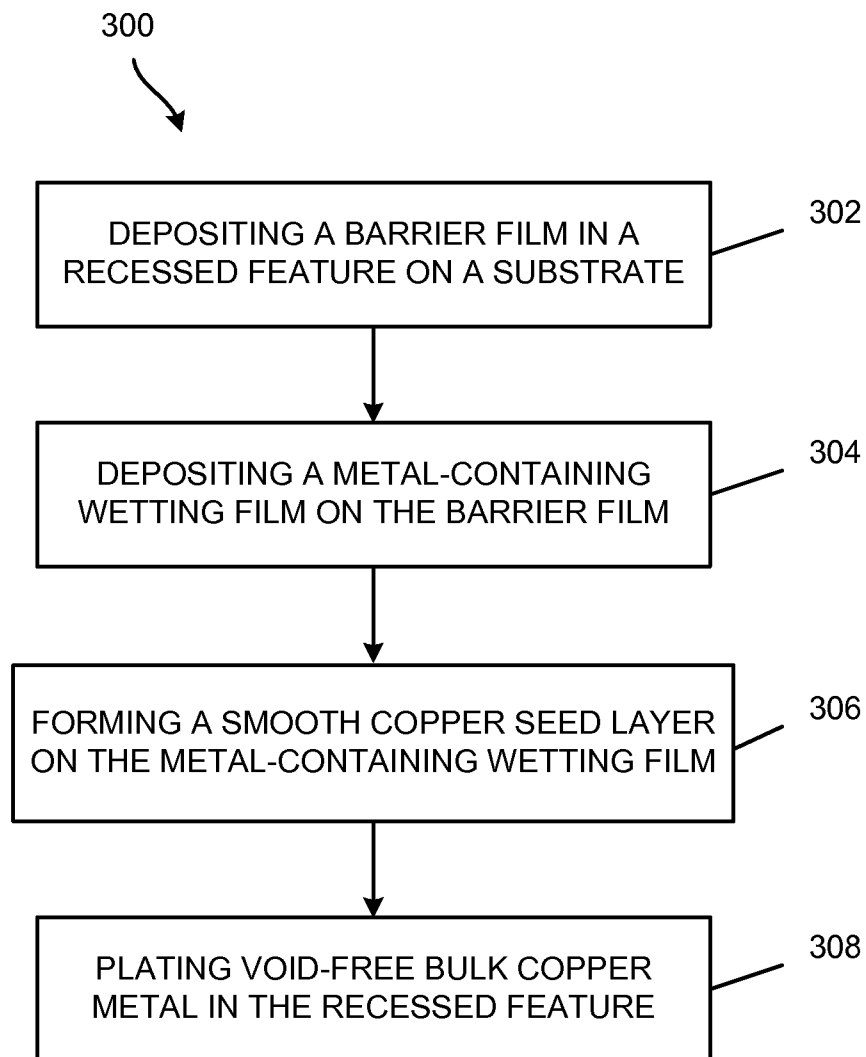 300
DEPOSITING A BARRIER FILM IN A
RECESSED FEATURE ON A SUBSTRATE
302
DEPOSITING A METAL-CONTAINING
WETTING FILM ON THE BARRIER FILM
304
FORMING A SMOOTH COPPER SEED LAYER
ON THE METAL-CONTAINING WETTING FILM
306
PLATING VOID-FREE BULK COPPER
METAL IN THE RECESSED FEATURE
308